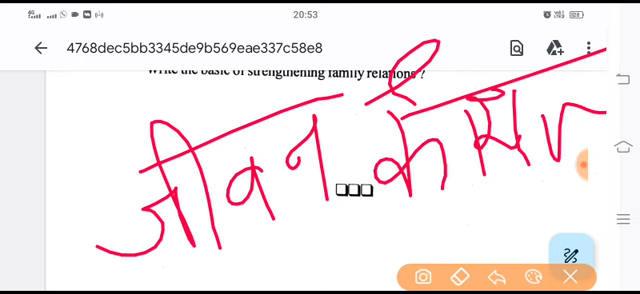 20:53
4768dec5bb3345de9b569eae337c58e8
Write the basic of strengthening family relations ?
जीवन के